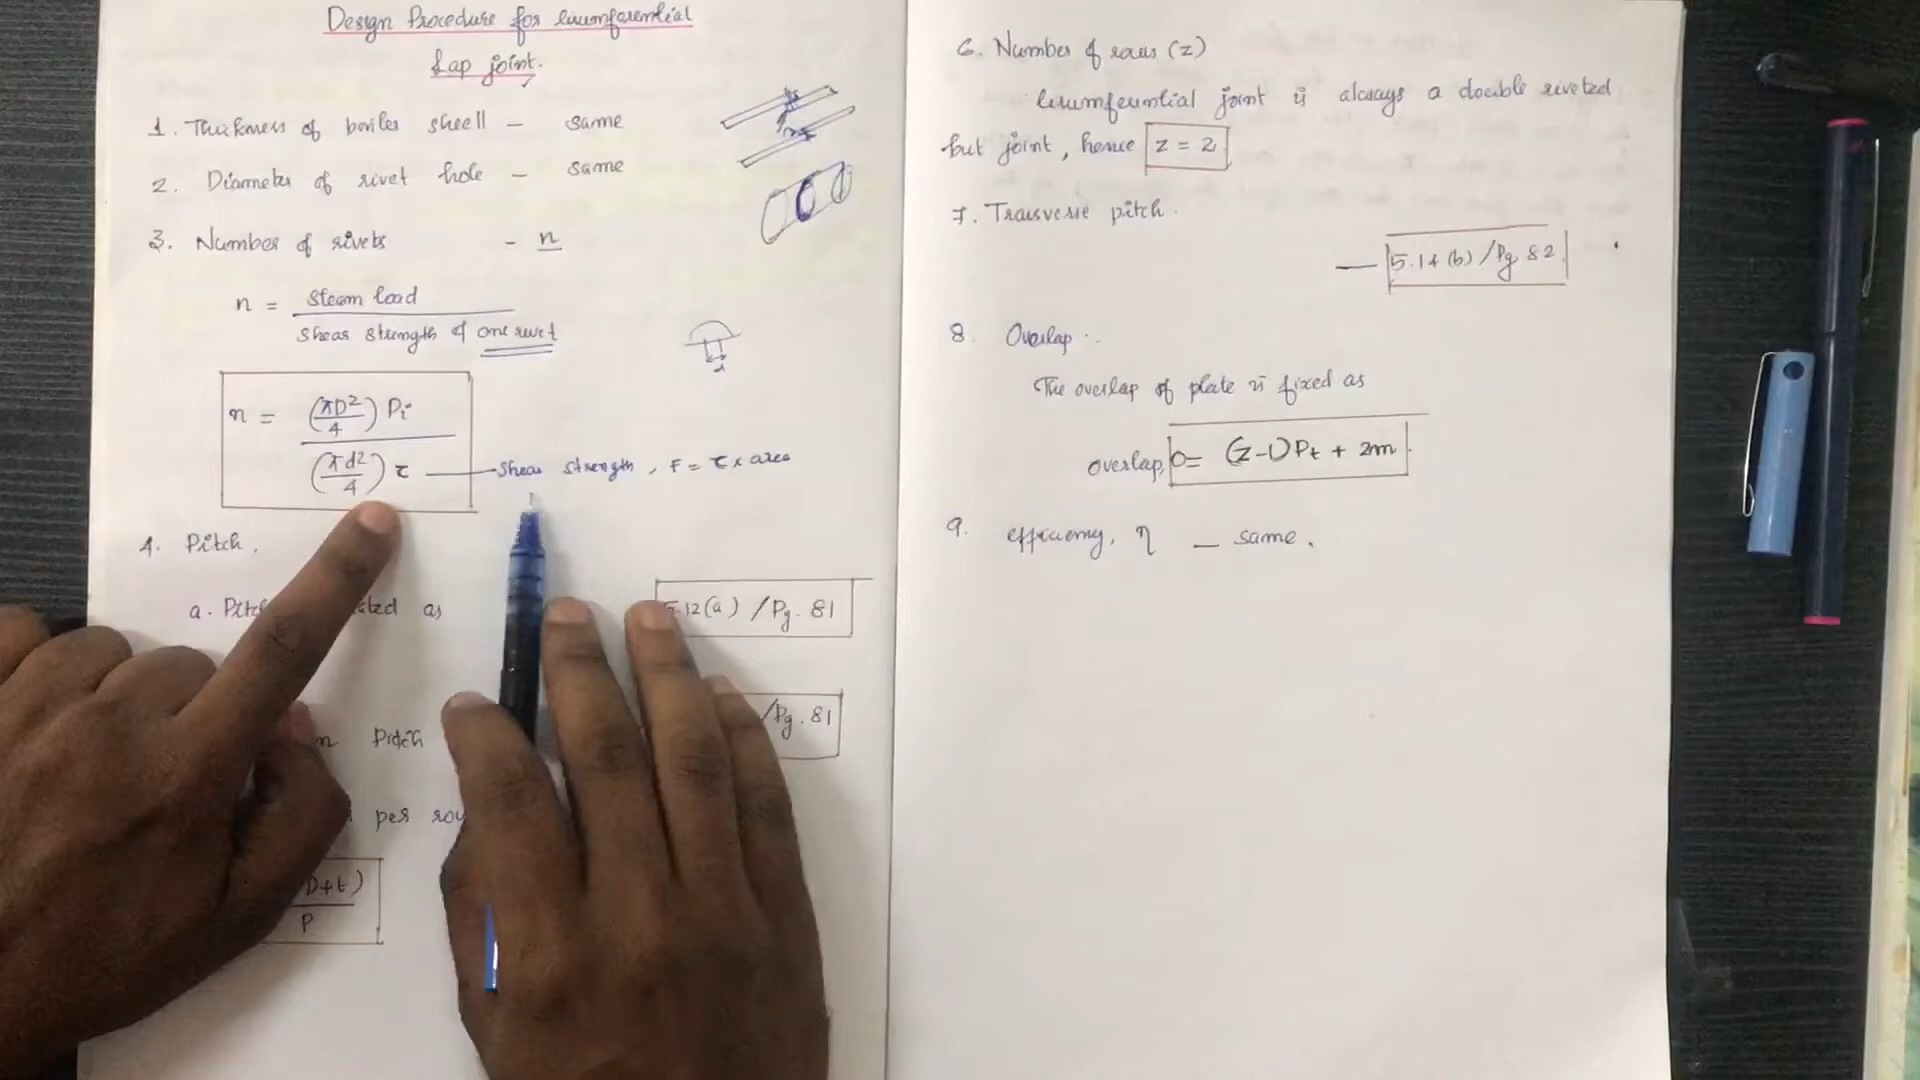 Design Procedure for circumferential
Lap joint.
1. Thickness of boiler shell - same
2. Diameter of rivet hole - same
3. Number of rivets - n
n = steam load
shear strength of one rivet
d
n = (πD²/4) Pi
(πd²/4) τ - shear strength, F = τ x area
4. Pitch,
a. as
5.12(a) / Pg. 81
Pitch
/Pg. 81
per
D+t)
P
6. Number of rows (z)
circumferential joint is always a double riveted
but joint, hence z = 2
7. Trasverse pitch.
— 5.14(b) / Pg 82.
8. Overlap :.
The overlap of plate is fixed as
overlap, O = (z-1)Pt + 2m
9. efficiency, η — same.